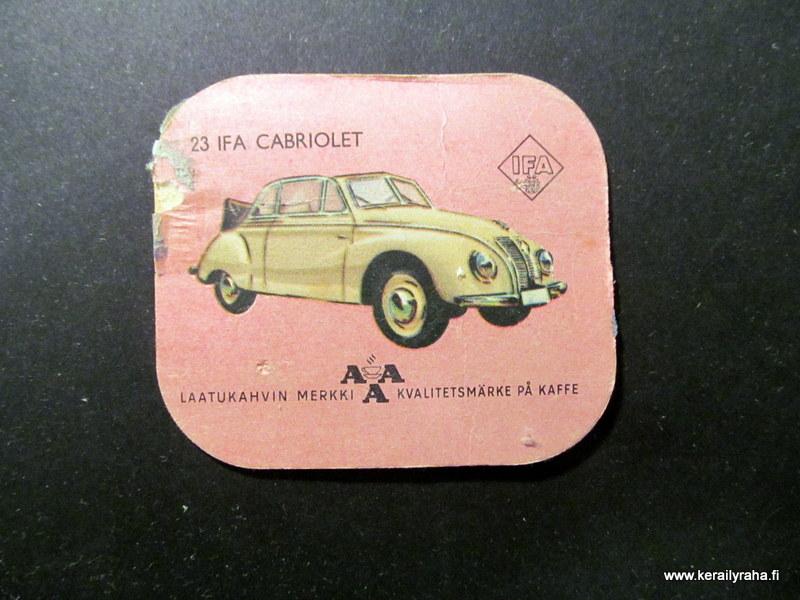 23 IFA CABRIOLET
IFA
AAA
LAATUKAHVIN MERKKI KVALITETSMÄRKE PÅ KAFFE
www.kerailyraha.fi